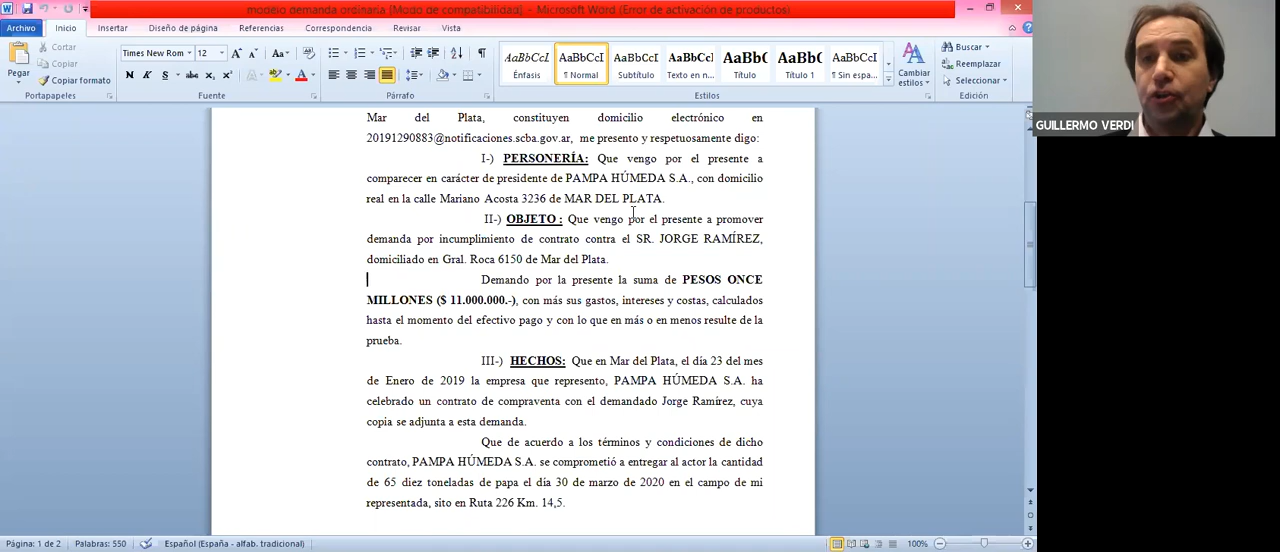 modelo demanda ordinaria [Modo de compatibilidad] - Microsoft Word (Error de activación de productos)
Archivo Inicio Insertar Diseño de página Referencias Correspondencia Revisar Vista
Pegar
Cortar
Copiar
Copiar formato
Portapapeles
Times New Rom 12
N K S abc x₂ x² A
Fuente
Párrafo
AaBbCcI AaBbCcI AaBbCcI AaBbCcI AaBb( AaBb( AaBbCcI
Énfasis ¶ Normal Subtítulo Texto en n... Título Título 1 ¶ Sin espa...
Estilos
Cambiar estilos
Buscar
Reemplazar
Seleccionar
Edición
GUILLERMO VERDI
Mar del Plata, constituyen domicilio electrónico en
20191290883@notificaciones.scba.gov.ar, me presento y respetuosamente digo:
I-) PERSONERÍA: Que vengo por el presente a
comparecer en carácter de presidente de PAMPA HÚMEDA S.A., con domicilio
real en la calle Mariano Acosta 3236 de MAR DEL PLATA.
II-) OBJETO : Que vengo por el presente a promover
demanda por incumplimiento de contrato contra el SR. JORGE RAMÍREZ,
domiciliado en Gral. Roca 6150 de Mar del Plata.
Demando por la presente la suma de PESOS ONCE
MILLONES ($ 11.000.000.-), con más sus gastos, intereses y costas, calculados
hasta el momento del efectivo pago y con lo que en más o en menos resulte de la
prueba.
III-) HECHOS: Que en Mar del Plata, el día 23 del mes
de Enero de 2019 la empresa que represento, PAMPA HÚMEDA S.A. ha
celebrado un contrato de compraventa con el demandado Jorge Ramírez, cuya
copia se adjunta a esta demanda.
Que de acuerdo a los términos y condiciones de dicho
contrato, PAMPA HÚMEDA S.A. se comprometió a entregar al actor la cantidad
de 65 diez toneladas de papa el día 30 de marzo de 2020 en el campo de mi
representada, sito en Ruta 226 Km. 14,5.
Página: 1 de 2 Palabras: 550 Español (España - alfab. tradicional) 100%